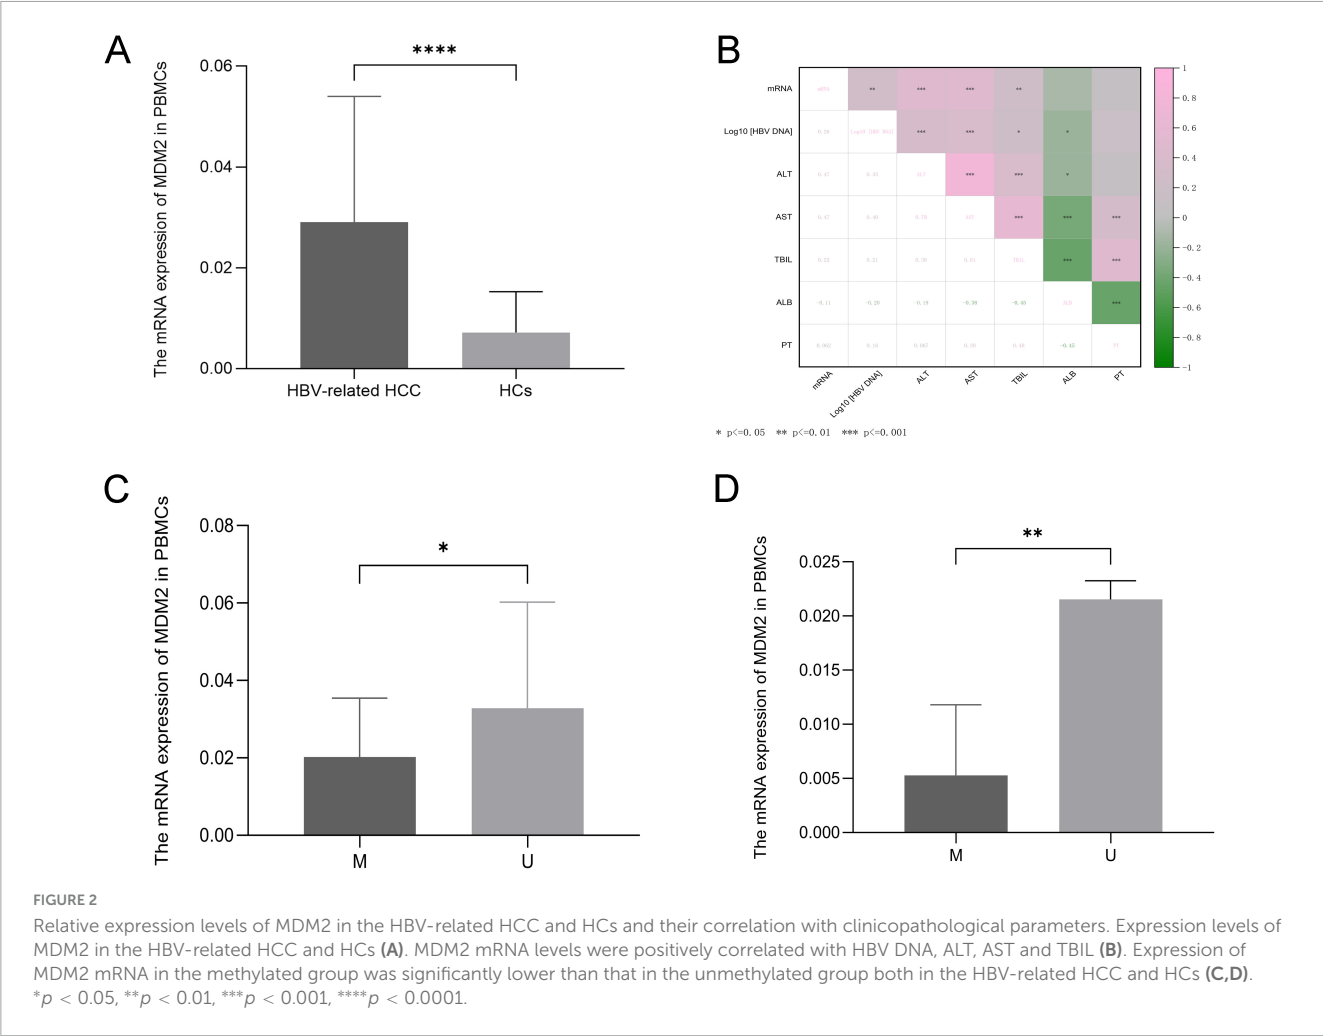 A
The mRNA expression of MDM2 in PBMCs
0.06
0.04
0.02
0.00
****
HBV-related HCC
HCs
B
mRNA
Log10 [HBV DNA]
ALT
AST
TBIL
ALB
PT
** *** *** **
*** *** * *
*** *** *
*** *** ***
*** ***
***
-0.45
mRNA
Log10 [HBV DNA]
ALT
AST
TBIL
ALB
PT
1
0.8
0.6
0.4
0.2
0
-0.2
-0.4
-0.6
-0.8
-1
* p<=0.05 ** p<=0.01 *** p<=0.001
C
The mRNA expression of MDM2 in PBMCs
0.08
0.06
0.04
0.02
0.00
*
M
U
D
The mRNA expression of MDM2 in PBMCs
0.025
0.020
0.015
0.010
0.005
0.000
**
M
U
FIGURE 2
Relative expression levels of MDM2 in the HBV-related HCC and HCs and their correlation with clinicopathological parameters. Expression levels of
MDM2 in the HBV-related HCC and HCs (A). MDM2 mRNA levels were positively correlated with HBV DNA, ALT, AST and TBIL (B). Expression of
MDM2 mRNA in the methylated group was significantly lower than that in the unmethylated group both in the HBV-related HCC and HCs (C,D).
*p < 0.05, **p < 0.01, ***p < 0.001, ****p < 0.0001.